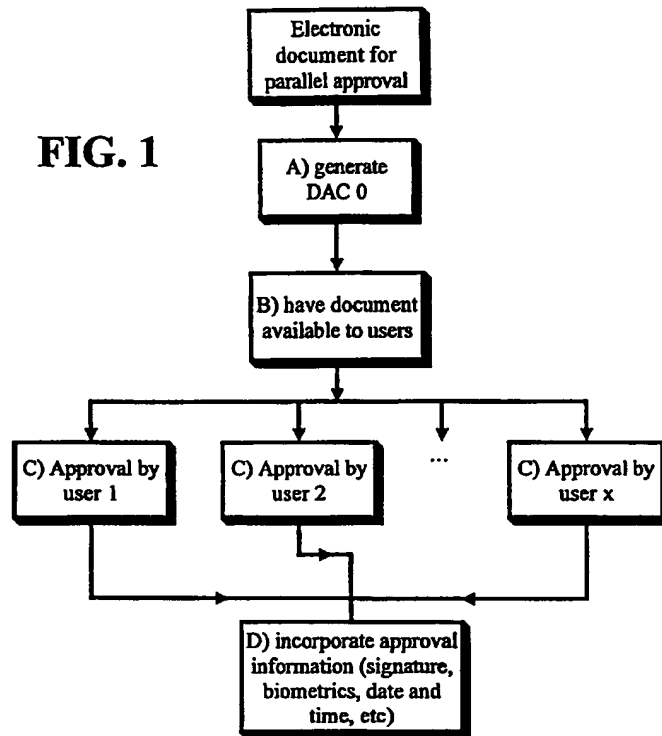 Electronic
document for
parallel approval
FIG. 1
A) generate
DAC 0
B) have document
available to users
C) Approval by
user 1
C) Approval by
user 2
...
C) Approval by
user x
D) incorporate approval
information (signature,
biometrics, date and
time, etc)